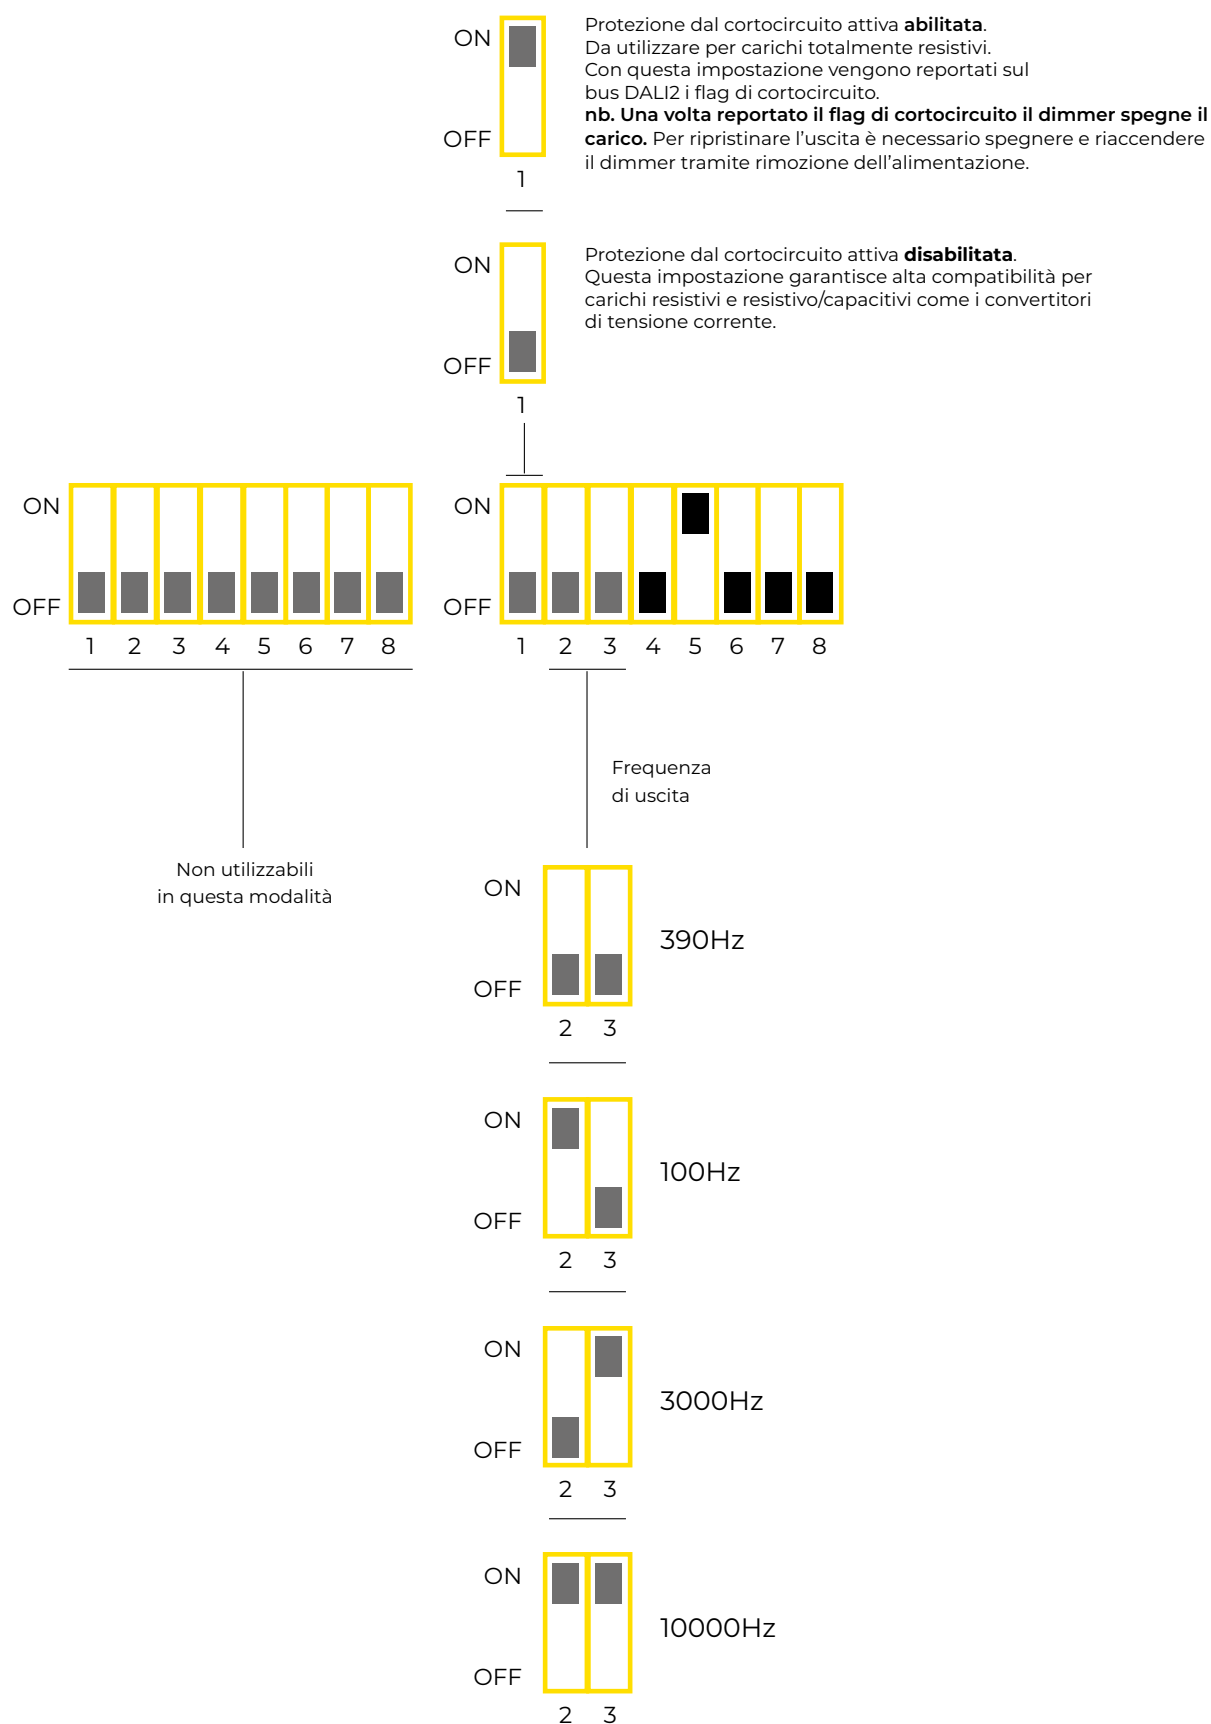 ON
OFF
1
Protezione dal cortocircuito attiva abilitata.
Da utilizzare per carichi totalmente resistivi.
Con questa impostazione vengono reportati sul
bus DALI2 i flag di cortocircuito.
nb. Una volta reportato il flag di cortocircuito il dimmer spegne il
carico. Per ripristinare l’uscita è necessario spegnere e riaccendere
il dimmer tramite rimozione dell’alimentazione.
ON
OFF
1
Protezione dal cortocircuito attiva disabilitata.
Questa impostazione garantisce alta compatibilità per
carichi resistivi e resistivo/capacitivi come i convertitori
di tensione corrente.
ON
OFF
1 2 3 4 5 6 7 8
ON
OFF
1 2 3 4 5 6 7 8
Non utilizzabili
in questa modalità
Frequenza
di uscita
ON
OFF
2 3
390Hz
ON
OFF
2 3
100Hz
ON
OFF
2 3
3000Hz
ON
OFF
2 3
10000Hz